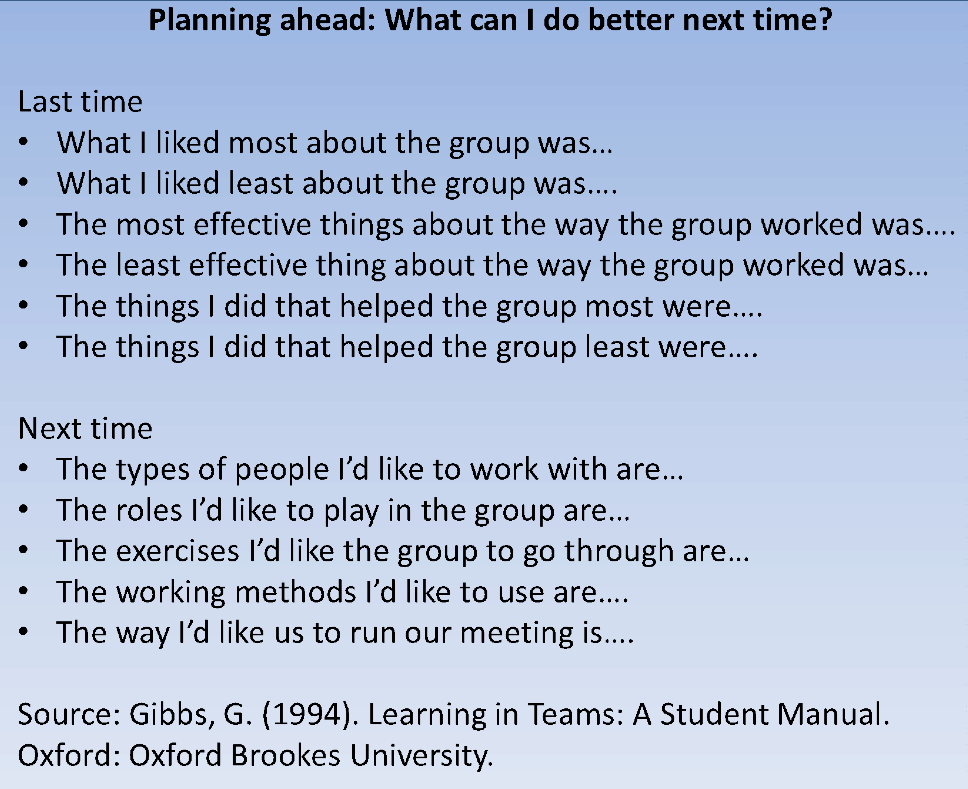 Planning ahead: What can I do better next time?
Last time
• What I liked most about the group was…
• What I liked least about the group was….
• The most effective things about the way the group worked was….
• The least effective thing about the way the group worked was…
• The things I did that helped the group most were….
• The things I did that helped the group least were….
Next time
• The types of people I’d like to work with are…
• The roles I’d like to play in the group are…
• The exercises I’d like the group to go through are…
• The working methods I’d like to use are….
• The way I’d like us to run our meeting is….
Source: Gibbs, G. (1994). Learning in Teams: A Student Manual.
Oxford: Oxford Brookes University.